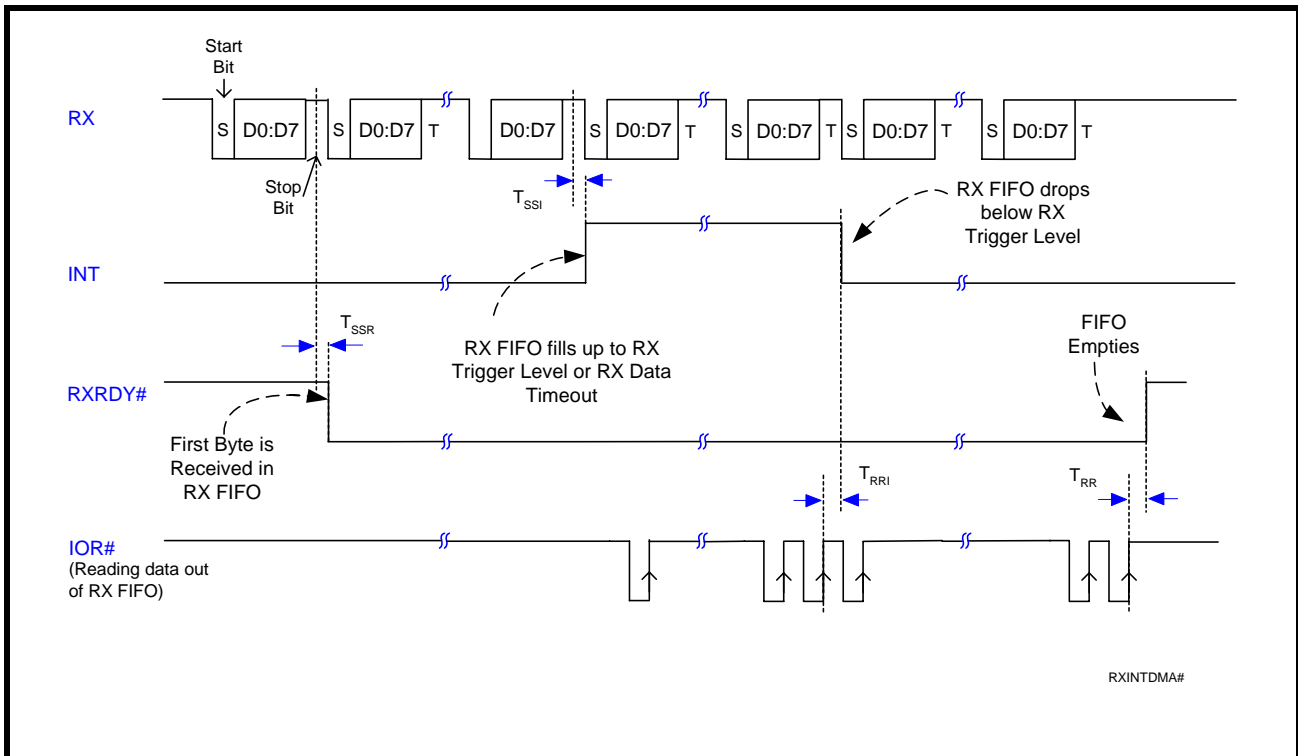 Start
Bit
RX
S D0:D7 S D0:D7 T D0:D7 S D0:D7 T S D0:D7 T S D0:D7 T S D0:D7 T
Stop
Bit
TSSI
RX FIFO drops
below RX
Trigger Level
INT
TSSR
RX FIFO fills up to RX
Trigger Level or RX Data
Timeout
FIFO
Empties
RXRDY#
First Byte is
Received in
RX FIFO
TRRI
TRR
IOR#
(Reading data out
of RX FIFO)
RXINTDMA#